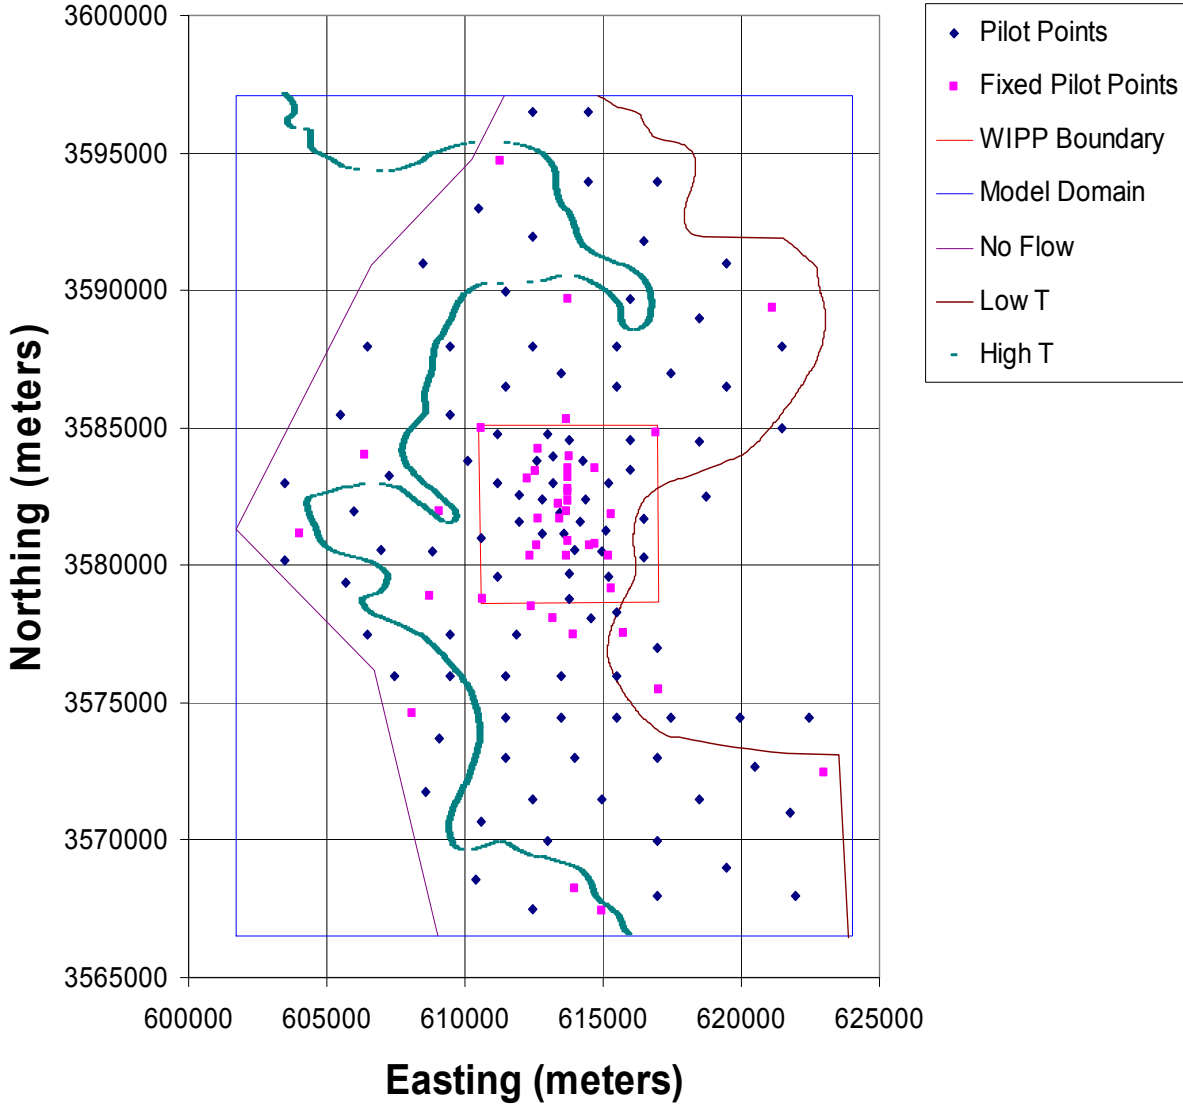 3600000
3595000
3590000
3585000
3580000
3575000
3570000
3565000
Northing (meters)
600000 605000 610000 615000 620000 625000
Easting (meters)
Pilot Points
Fixed Pilot Points
WIPP Boundary
Model Domain
No Flow
Low T
High T